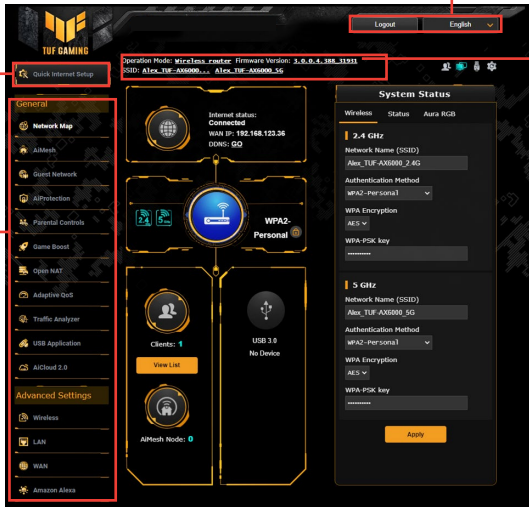 TUF GAMING
Logout
English
Operation Mode: Wireless router Firmware Version: 3.0.0.4.388_31931
SSID: Alex_TUF-AX6000... Alex_TUF-AX6000_5G
Quick Internet Setup
General
Network Map
AiMesh
Guest Network
AiProtection
Parental Controls
Game Boost
Open NAT
Adaptive QoS
Traffic Analyzer
USB Application
AiCloud 2.0
Advanced Settings
Wireless
LAN
WAN
Amazon Alexa
Internet status:
Connected
WAN IP: 192.168.123.36
DDNS: GO
2.4
5
WPA2-
Personal
Clients: 1
View List
AiMesh Node: 0
USB 3.0
No Device
System Status
Wireless Status Aura RGB
2.4 GHz
Network Name (SSID)
Alex_TUF-AX6000_2.4G
Authentication Method
WPA2-Personal
WPA Encryption
AES
WPA-PSK key
••••••••••
5 GHz
Network Name (SSID)
Alex_TUF-AX6000_5G
Authentication Method
WPA2-Personal
WPA Encryption
AES
WPA-PSK key
••••••••••
Apply